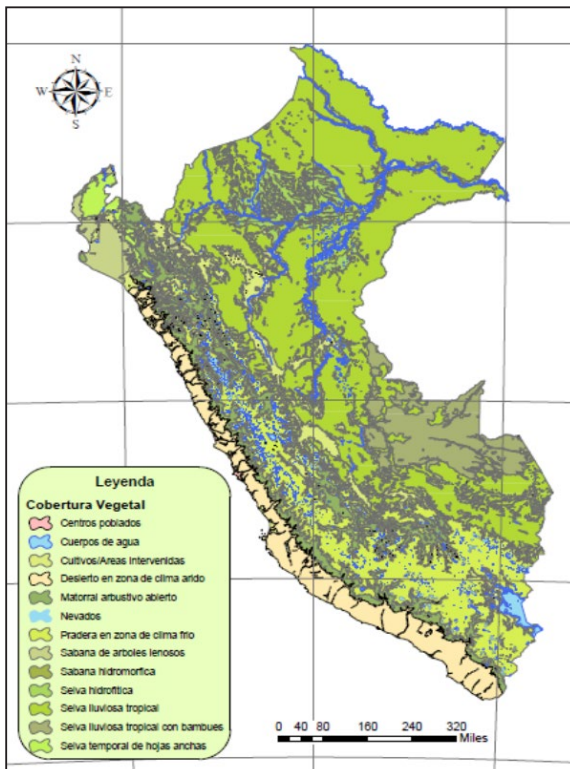 N
W E
S
Leyenda
Cobertura Vegetal
Centros poblados
Cuerpos de agua
Cultivos/Areas intervenidas
Desierto en zona de clima arido
Matorral arbustivo abierto
Nevados
Pradera en zona de clima frio
Sabana de arboles lenosos
Sabana hidromorfica
Selva hidrofitica
Selva lluviosa tropical
Selva lluviosa tropical con bambues
Selva temporal de hojas anchas
0 40 80 160 240 320
Miles